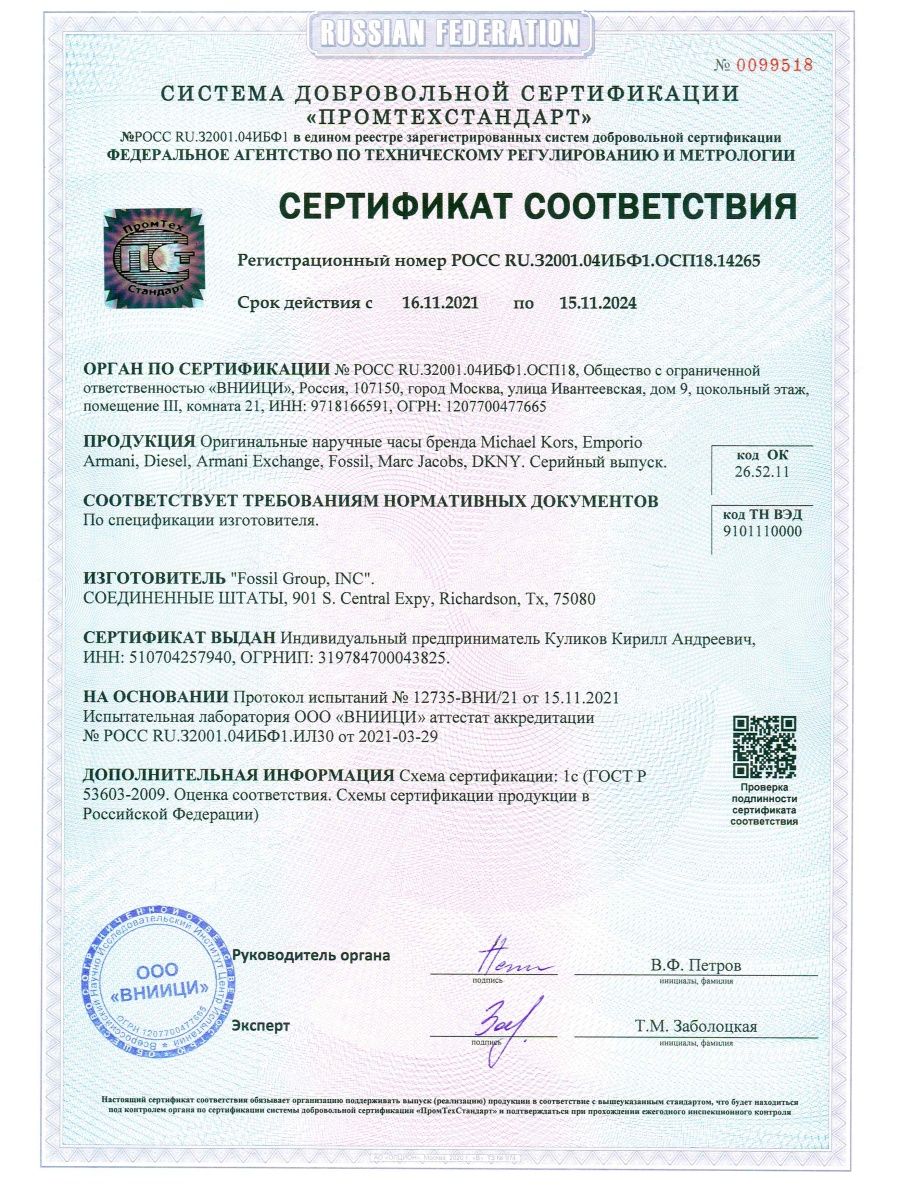 RUSSIAN FEDERATION
№ 0099518
СИСТЕМА ДОБРОВОЛЬНОЙ СЕРТИФИКАЦИИ
«ПРОМТЕХСТАНДАРТ»
№РОСС RU.З2001.04ИБФ1 в едином реестре зарегистрированных систем добровольной сертификации
ФЕДЕРАЛЬНОЕ АГЕНТСТВО ПО ТЕХНИЧЕСКОМУ РЕГУЛИРОВАНИЮ И МЕТРОЛОГИИ
СЕРТИФИКАТ СООТВЕТСТВИЯ
ПромТех
ПС
Стандарт
Регистрационный номер РОСС RU.З2001.04ИБФ1.ОСП18.14265
Срок действия с 16.11.2021 по 15.11.2024
ОРГАН ПО СЕРТИФИКАЦИИ № РОСС RU.З2001.04ИБФ1.ОСП18, Общество с ограниченной
ответственностью «ВНИИЦИ», Россия, 107150, город Москва, улица Ивантеевская, дом 9, цокольный этаж,
помещение III, комната 21, ИНН: 9718166591, ОГРН: 1207700477665
ПРОДУКЦИЯ Оригинальные наручные часы бренда Michael Kors, Emporio
Armani, Diesel, Armani Exchange, Fossil, Marc Jacobs, DKNY. Серийный выпуск.
код ОК
26.52.11
СООТВЕТСТВУЕТ ТРЕБОВАНИЯМ НОРМАТИВНЫХ ДОКУМЕНТОВ
По спецификации изготовителя.
код ТН ВЭД
9101110000
ИЗГОТОВИТЕЛЬ "Fossil Group, INC".
СОЕДИНЕННЫЕ ШТАТЫ, 901 S. Central Expy, Richardson, Tx, 75080
СЕРТИФИКАТ ВЫДАН Индивидуальный предприниматель Куликов Кирилл Андреевич,
ИНН: 510704257940, ОГРНИП: 319784700043825.
НА ОСНОВАНИИ Протокол испытаний № 12735-ВНИ/21 от 15.11.2021
Испытательная лаборатория ООО «ВНИИЦИ» аттестат аккредитации
№ РОСС RU.З2001.04ИБФ1.ИЛ30 от 2021-03-29
ДОПОЛНИТЕЛЬНАЯ ИНФОРМАЦИЯ Схема сертификации: 1с (ГОСТ Р
53603-2009. Оценка соответствия. Схемы сертификации продукции в
Российской Федерации)
Проверка
подлинности
сертификата
соответствия
ОБЩЕСТВО С ОГРАНИЧЕННОЙ ОТВЕТСТВЕННОСТЬЮ
Всероссийский Научно Исследовательский Институт Центр Испытаний
ООО
«ВНИИЦИ»
ОГРН 1207700477665
Руководитель органа
подпись
В.Ф. Петров
инициалы, фамилия
Эксперт
подпись
Т.М. Заболоцкая
инициалы, фамилия
Настоящий сертификат соответствия обязывает организацию поддерживать выпуск (реализацию) продукции в соответствие с вышеуказанным стандартом, что будет находиться
под контролем органа по сертификации системы добровольной сертификации «ПромТехСтандарт» и подтверждаться при прохождении ежегодного инспекционного контроля